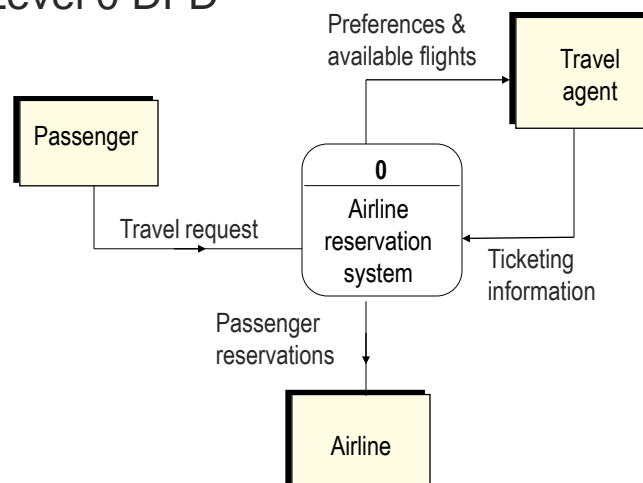 Level 0 DFD
Preferences &
available flights
Travel
agent
Passenger
0
Airline
reservation
system
Travel request
Ticketing
information
Passenger
reservations
Airline